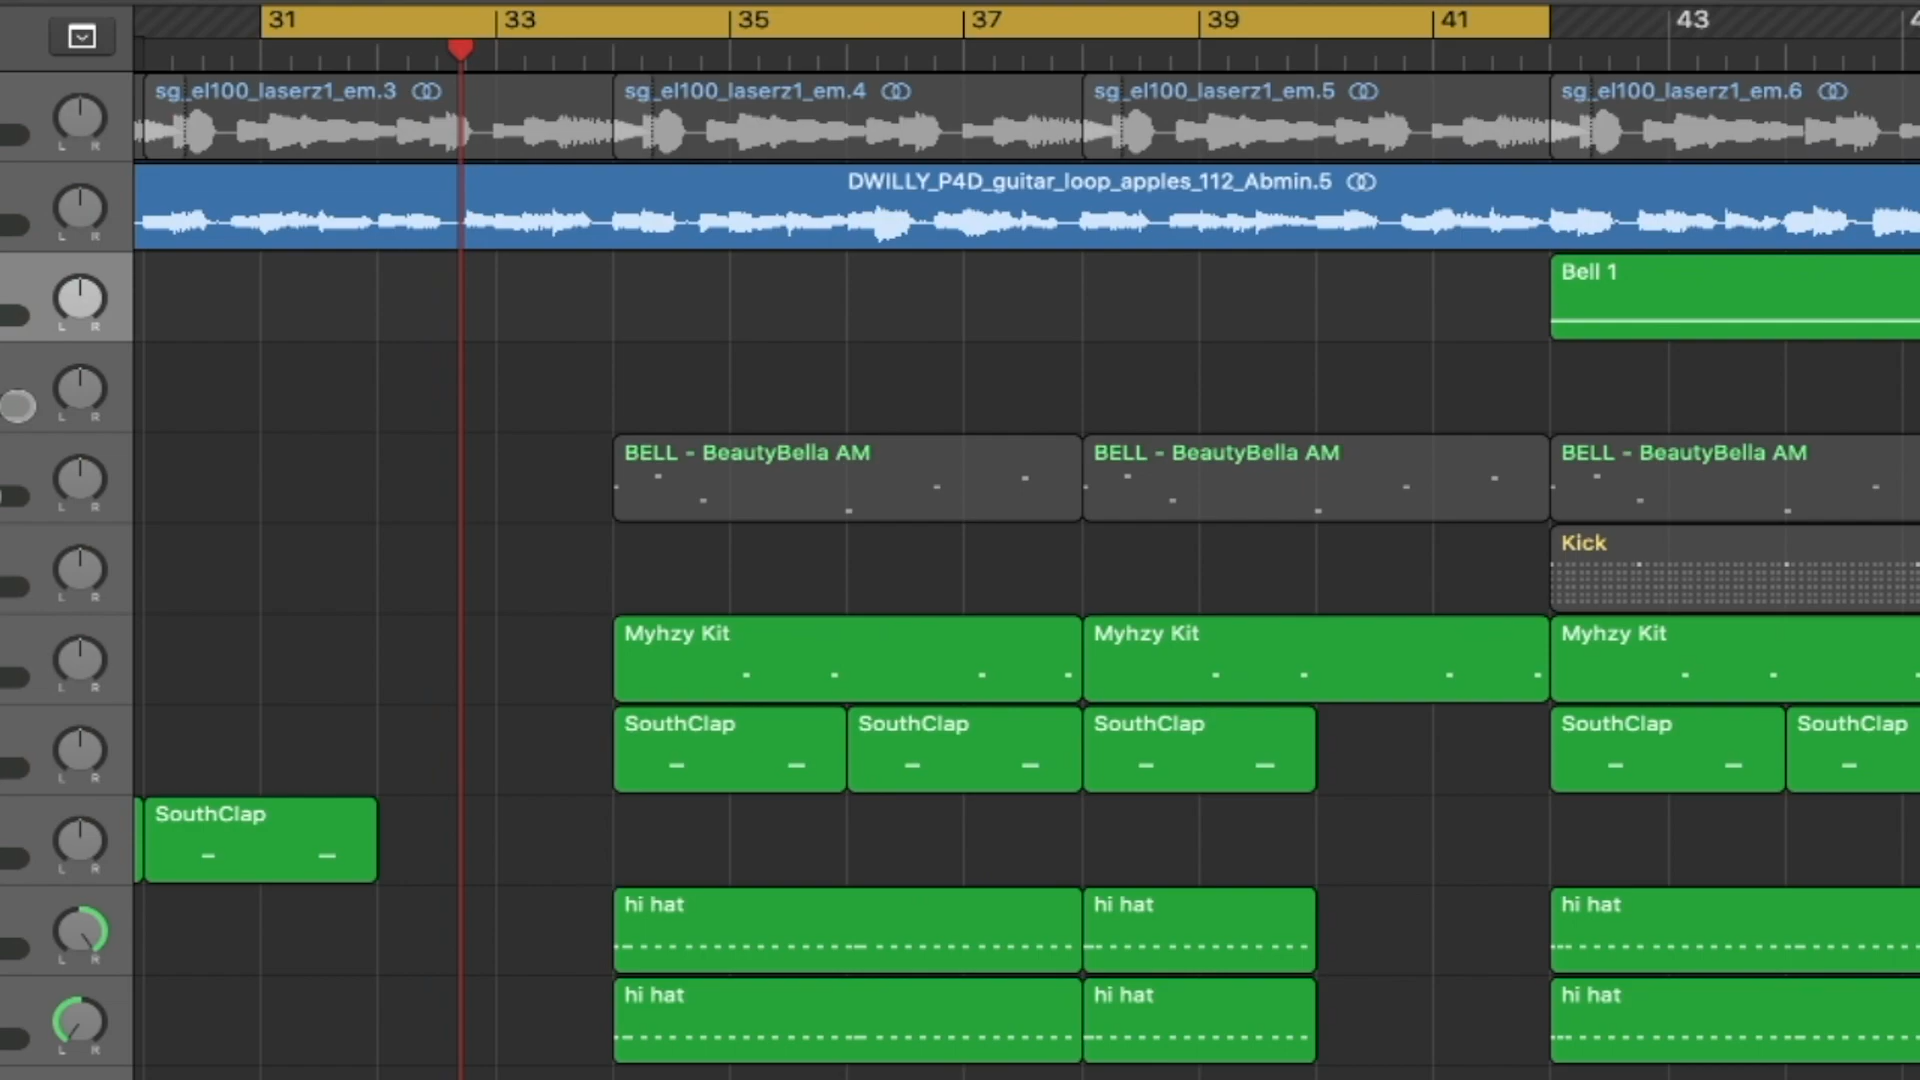 31 33 35 37 39 41 43
sg_el100_laserz1_em.3 sg_el100_laserz1_em.4 sg_el100_laserz1_em.5 sg_el100_laserz1_em.6
L R
DWILLY_P4D_guitar_loop_apples_112_Abmin.5
L R
Bell 1
L R
L R
BELL - BeautyBella AM BELL - BeautyBella AM BELL - BeautyBella AM
L R
Kick
L R
Myhzy Kit Myhzy Kit Myhzy Kit
L R
SouthClap SouthClap SouthClap SouthClap SouthClap
L R
SouthClap
L R
hi hat hi hat hi hat
L R
hi hat hi hat hi hat
L R